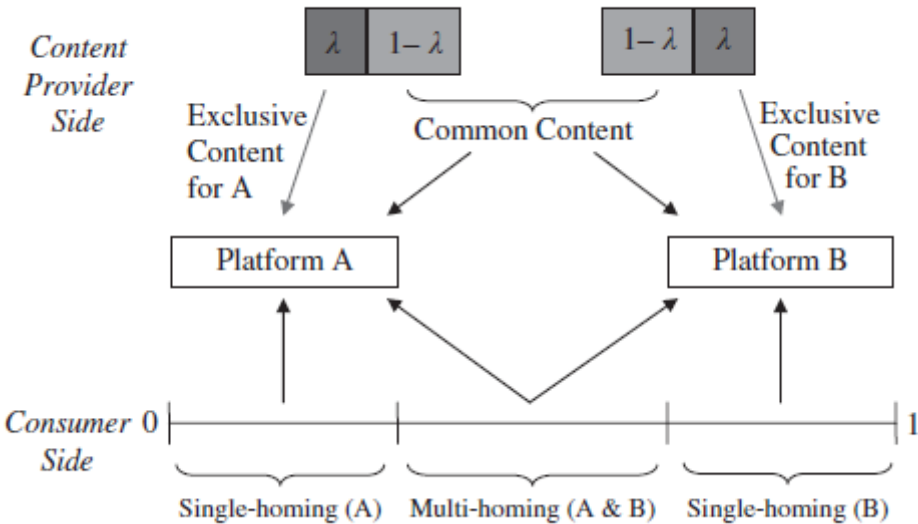 Content
Provider
Side
λ 1– λ
1– λ λ
Exclusive
Content
for A
Common Content
Exclusive
Content
for B
Platform A
Platform B
Consumer
Side
0
1
Single-homing (A)
Multi-homing (A & B)
Single-homing (B)